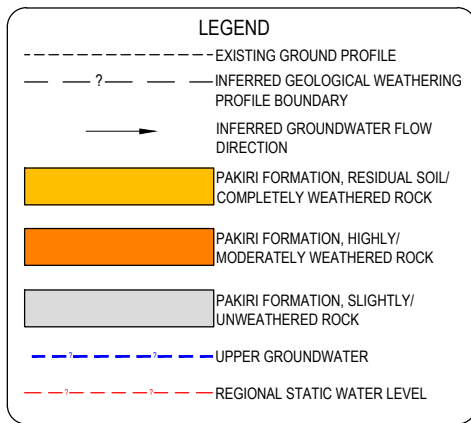 LEGEND
EXISTING GROUND PROFILE
?
INFERRED GEOLOGICAL WEATHERING
PROFILE BOUNDARY
INFERRED GROUNDWATER FLOW
DIRECTION
PAKIRI FORMATION, RESIDUAL SOIL/
COMPLETELY WEATHERED ROCK
PAKIRI FORMATION, HIGHLY/
MODERATELY WEATHERED ROCK
PAKIRI FORMATION, SLIGHTLY/
UNWEATHERED ROCK
? ?
UPPER GROUNDWATER
? ?
REGIONAL STATIC WATER LEVEL